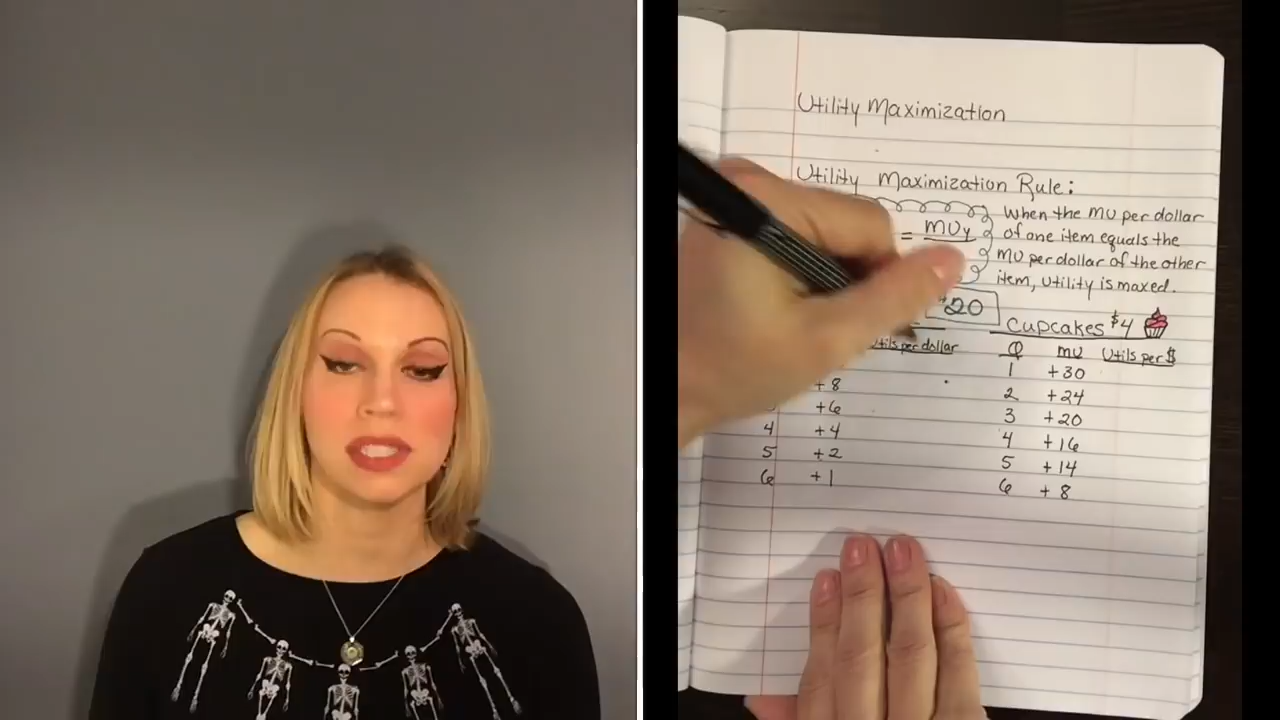 Utility Maximization
Utility Maximization Rule:
= MUy
When the MU per dollar
of one item equals the
MU per dollar of the other
item, Utility is maxed.
$20
Cupcakes $4
Utils per dollar
Q MU Utils per $
1 +30
+8 2 +24
+6 3 +20
4 +4 4 +16
5 +2 5 +14
6 +1 6 +8